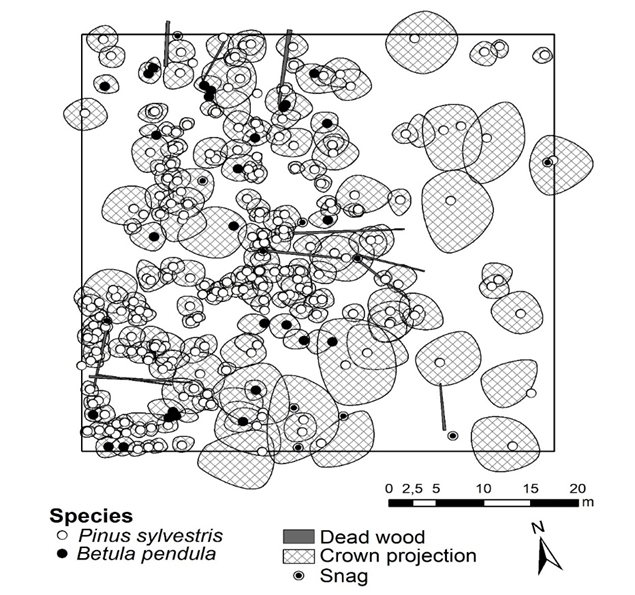 0 2,5 5 10 15 20
m
Species
Pinus sylvestris
Betula pendula
Dead wood
Crown projection
Snag
N